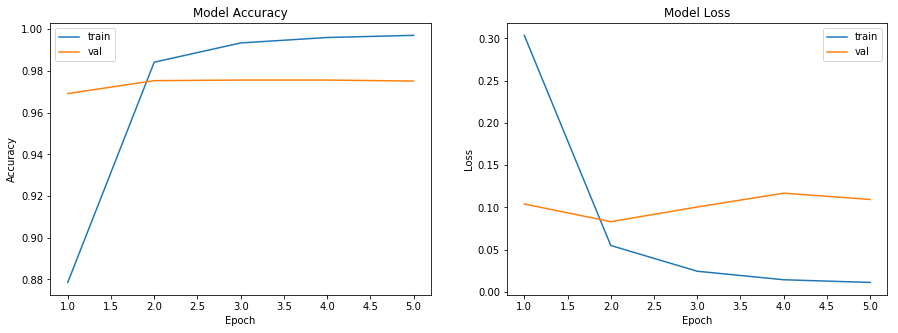 Model Accuracy
train
val
1.00
0.98
0.96
0.94
0.92
0.90
0.88
Accuracy
1.0 1.5 2.0 2.5 3.0 3.5 4.0 4.5 5.0
Epoch
Model Loss
train
val
0.30
0.25
0.20
0.15
0.10
0.05
0.00
Loss
1.0 1.5 2.0 2.5 3.0 3.5 4.0 4.5 5.0
Epoch